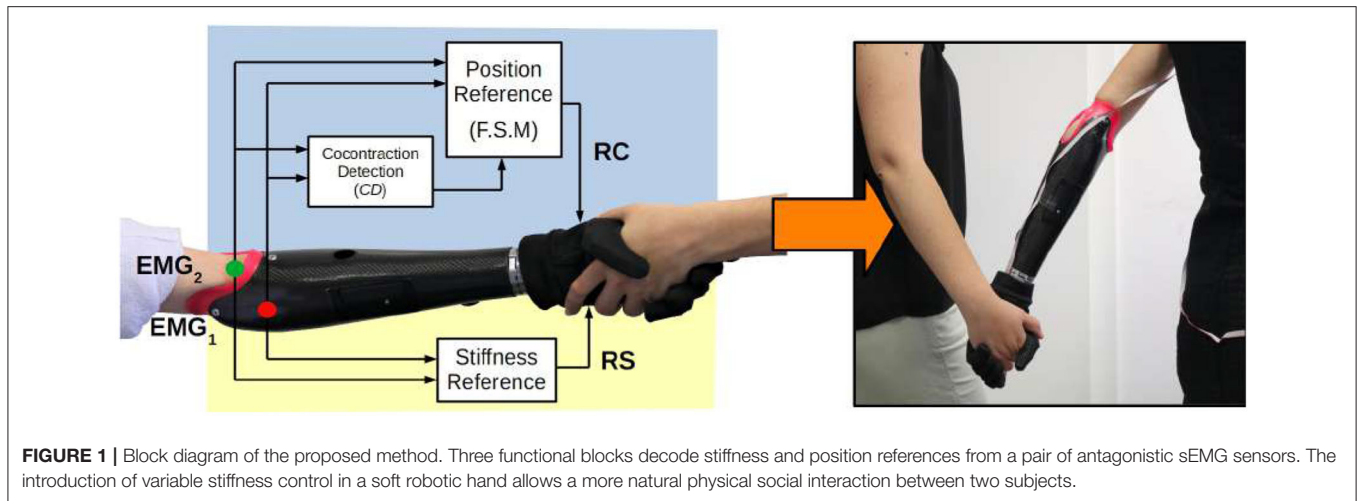 Position
Reference
(F.S.M)
RC
Cocontraction
Detection
(CD)
EMG2
EMG1
Stiffness
Reference
RS
FIGURE 1 | Block diagram of the proposed method. Three functional blocks decode stiffness and position references from a pair of antagonistic sEMG sensors. The
introduction of variable stiffness control in a soft robotic hand allows a more natural physical social interaction between two subjects.